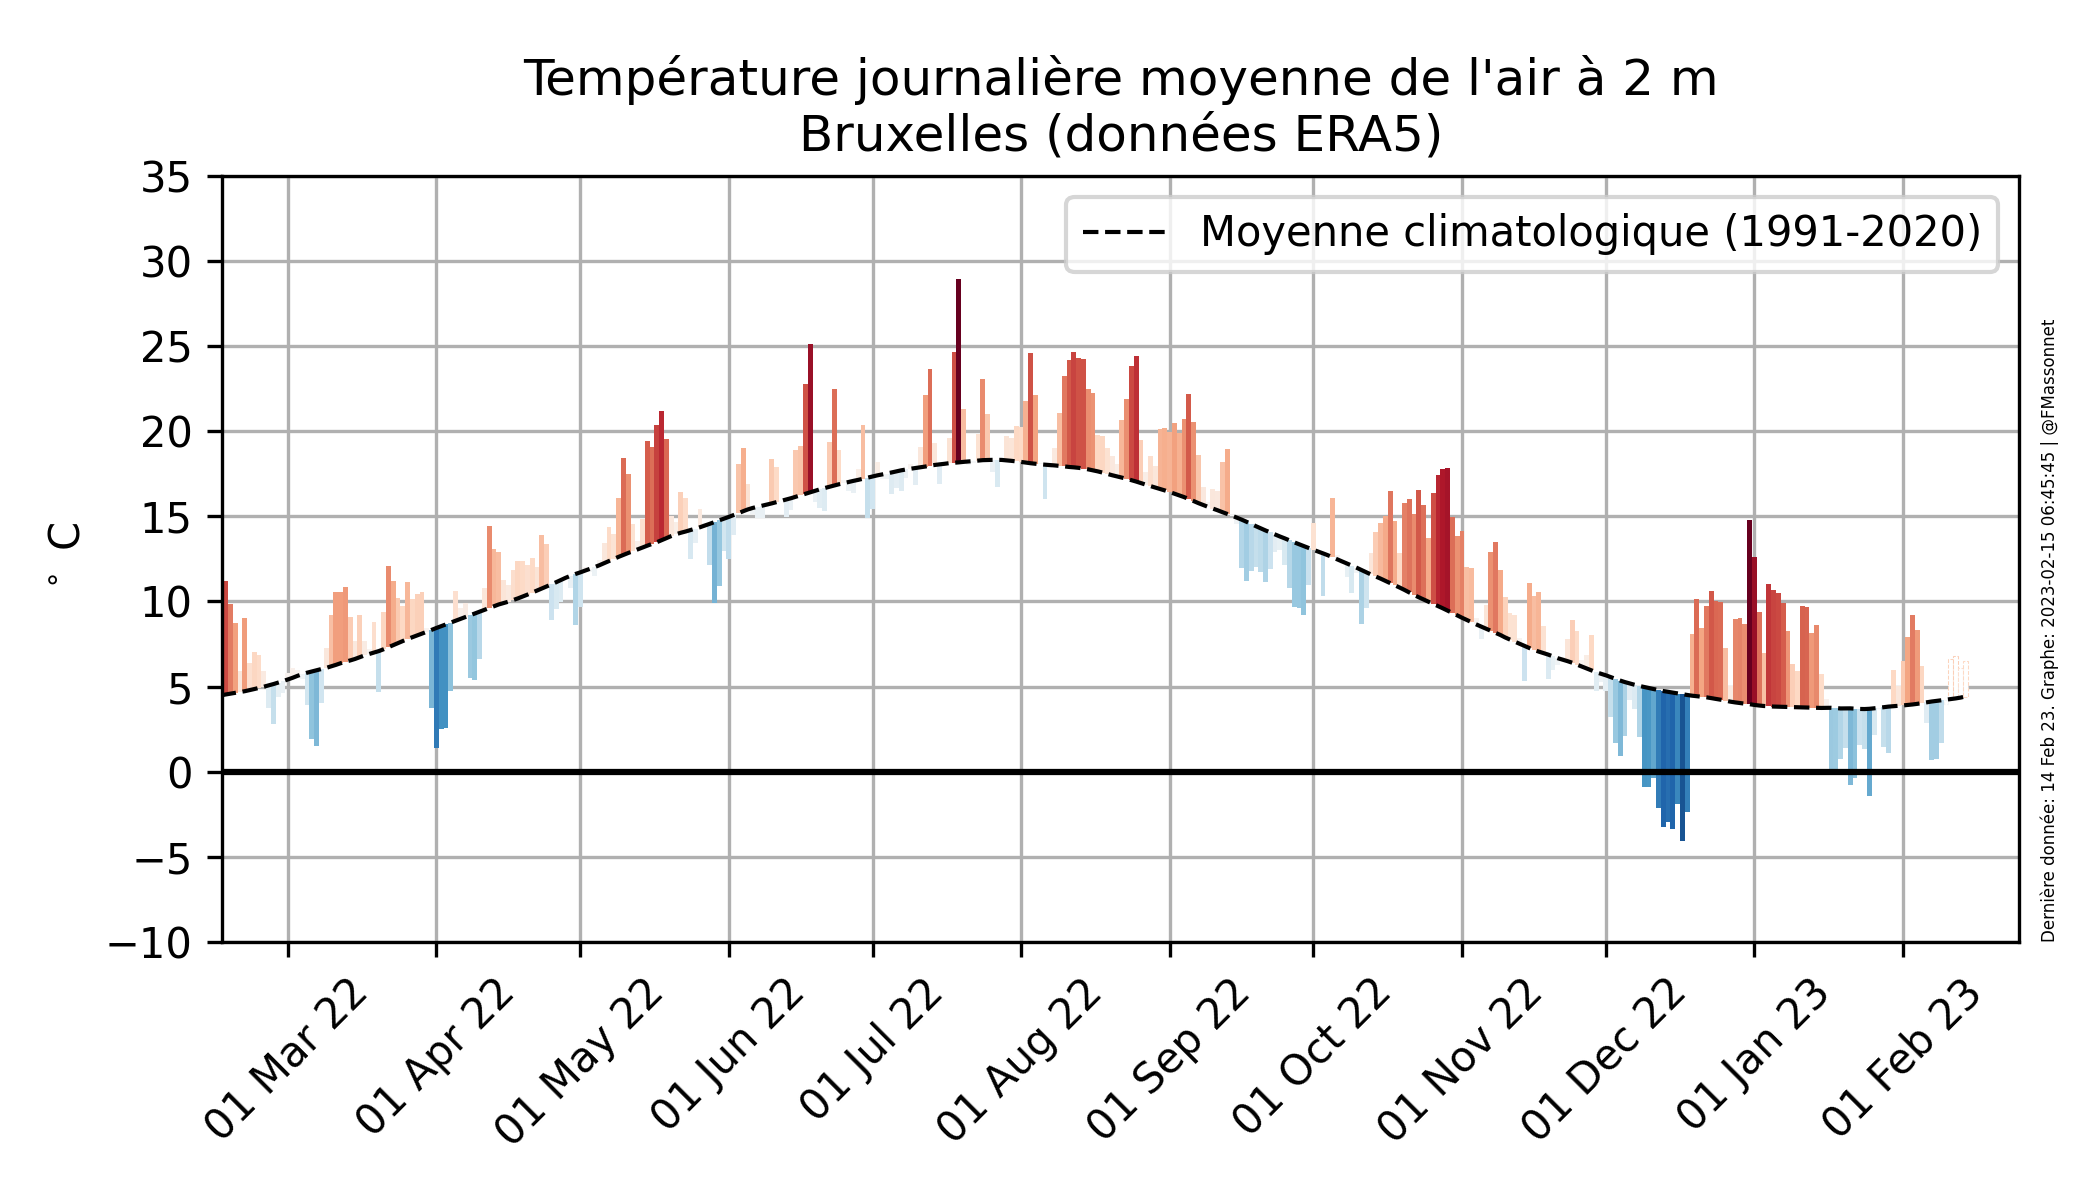 Température journalière moyenne de l'air à 2 m
Bruxelles (données ERA5)
Moyenne climatologique (1991-2020)
° C
35
30
25
20
15
10
5
0
−5
−10
01 Mar 22
01 Apr 22
01 May 22
01 Jun 22
01 Jul 22
01 Aug 22
01 Sep 22
01 Oct 22
01 Nov 22
01 Dec 22
01 Jan 23
01 Feb 23
Dernière donnée: 14 Feb 23. Graphe: 2023-02-15 06:45:45 | @FMassonnet